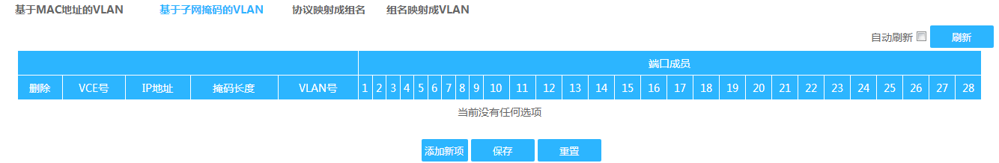 基于MAC地址的VLAN 基于子网掩码的VLAN 协议映射成组名 组名映射成VLAN
自动刷新 刷新
端口成员
删除 VCE号 IP地址 掩码长度 VLAN号 1 2 3 4 5 6 7 8 9 10 11 12 13 14 15 16 17 18 19 20 21 22 23 24 25 26 27 28
当前没有任何选项
添加新项 保存 重置